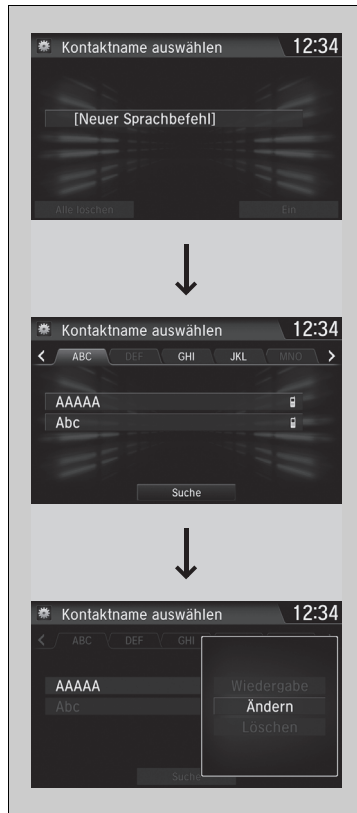 Kontaktname auswählen 12:34
[Neuer Sprachbefehl]
Alle löschen Ein
Kontaktname auswählen 12:34
ABC DEF GHI JKL MNO
AAAAA
Abc
Suche
Kontaktname auswählen 12:34
ABC DEF GHI
AAAAA Wiedergabe
Abc Ändern
Löschen
Suche